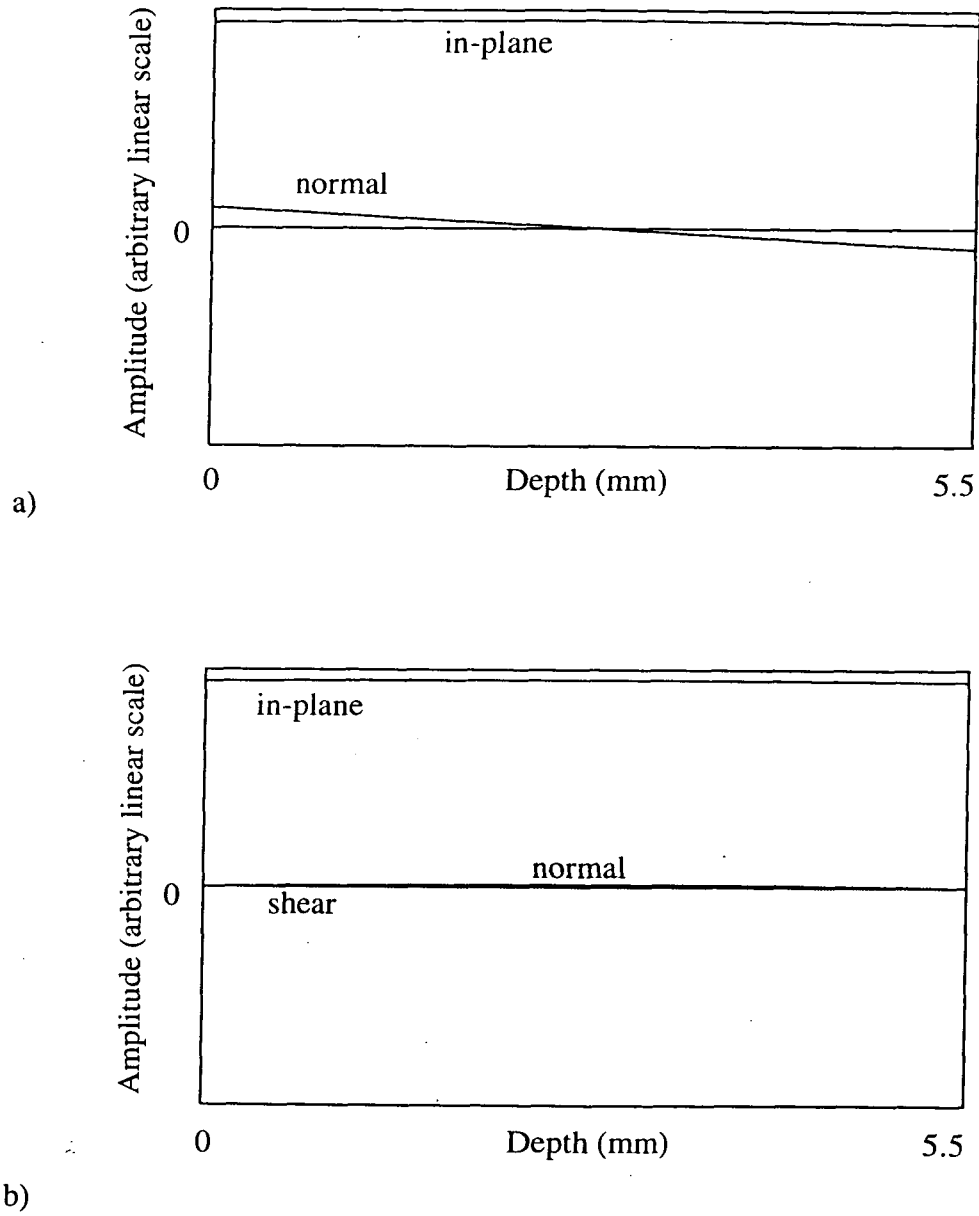 in-plane
normal
Amplitude (arbitrary linear scale)
0
0
Depth (mm)
5.5
a)
in-plane
normal
shear
Amplitude (arbitrary linear scale)
0
0
Depth (mm)
5.5
b)